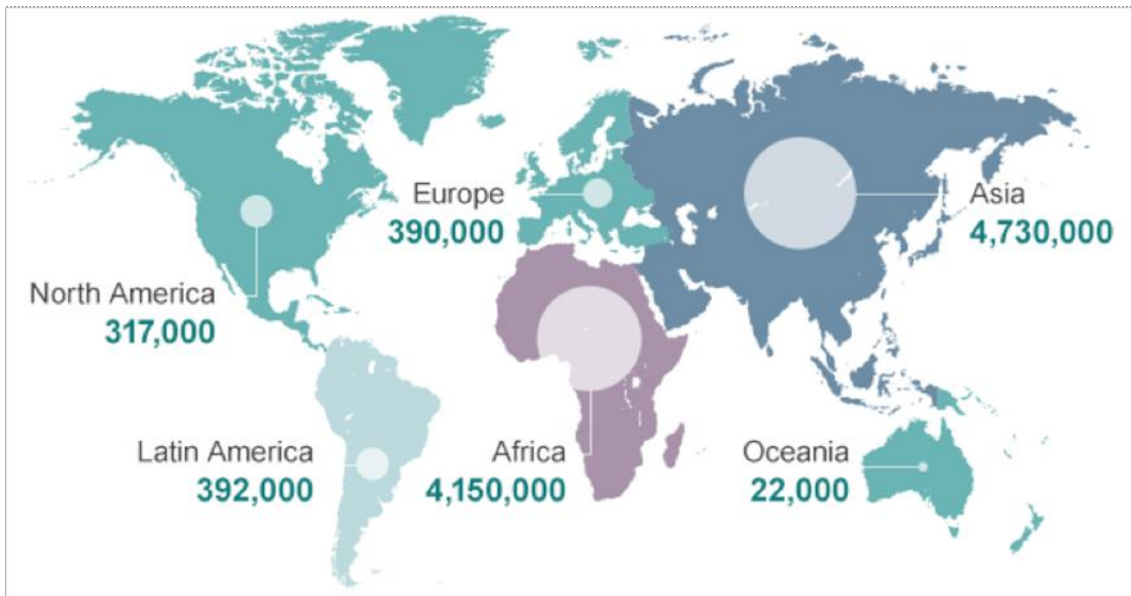 Europe
390,000
Asia
4,730,000
North America
317,000
Latin America
392,000
Africa
4,150,000
Oceania
22,000